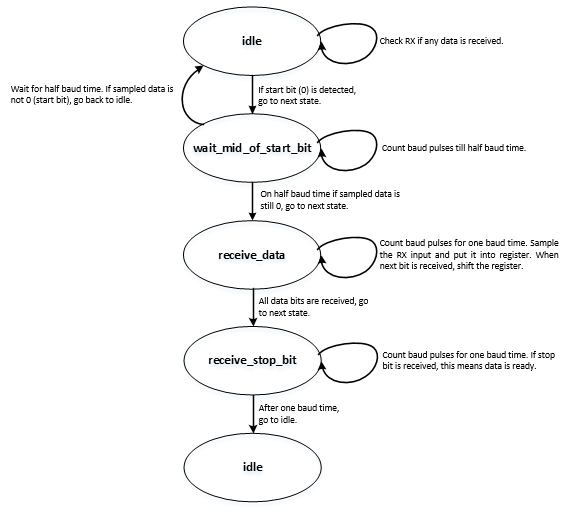 idle
Check RX if any data is received.
Wait for half baud time. If sampled data is
not 0 (start bit), go back to idle.
If start bit (0) is detected,
go to next state.
wait_mid_of_start_bit
Count baud pulses till half baud time.
On half baud time if sampled data is
still 0, go to next state.
receive_data
Count baud pulses for one baud time. Sample
the RX input and put it into register. When
next bit is received, shift the register.
All data bits are received, go
to next state.
receive_stop_bit
Count baud pulses for one baud time. If stop
bit is received, this means data is ready.
After one baud time,
go to idle.
idle